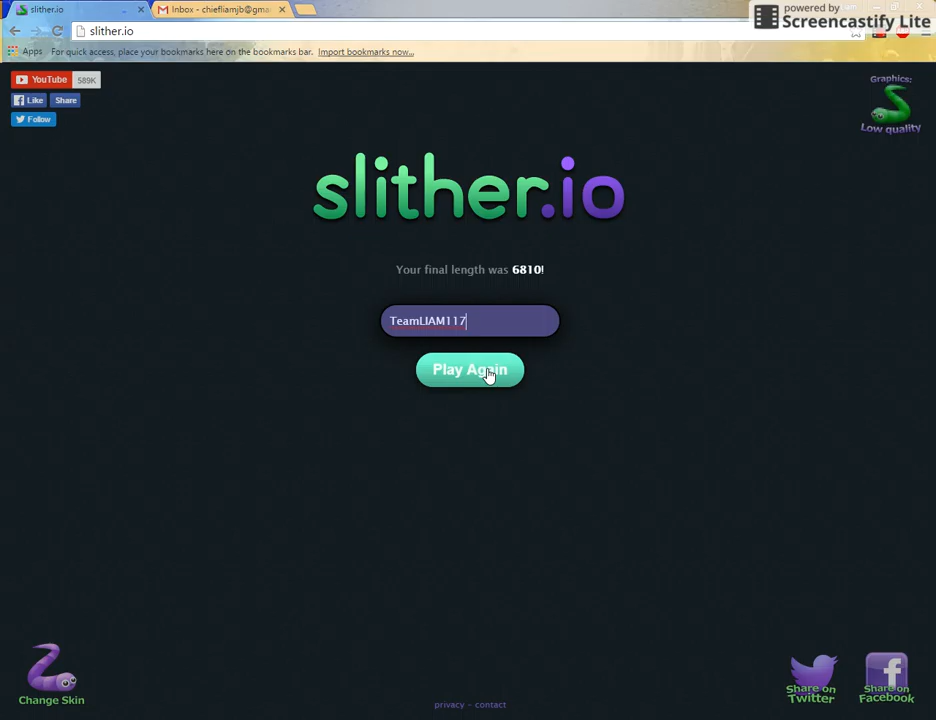 slither.io
Inbox - chiefliamjb@gma
powered by
Screencastify Lite
slither.io
Apps For quick access, place your bookmarks here on the bookmarks bar. Import bookmarks now...
YouTube 589K
Like Share
Follow
Graphics:
Low quality
slither.io
Your final length was 6810!
TeamLIAM117
Play Again
Change Skin
Share on
Twitter
Share on
Facebook
privacy - contact